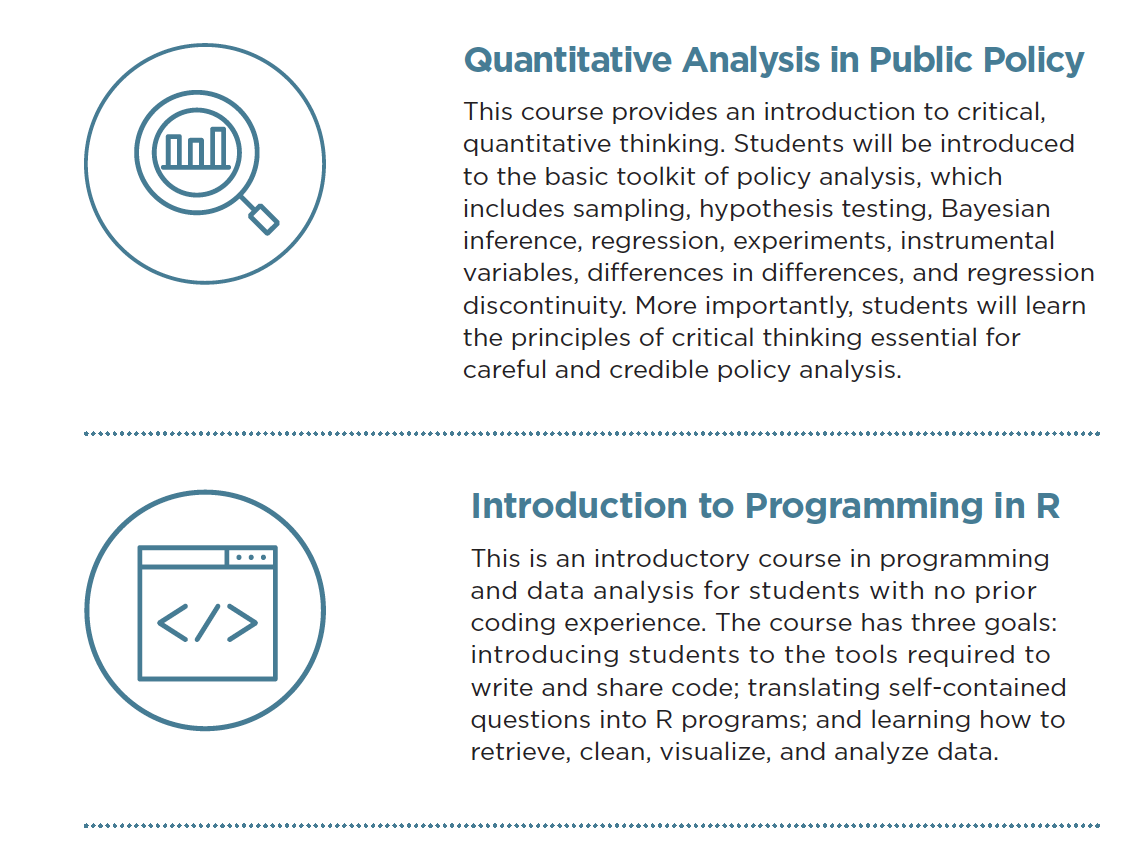 Quantitative Analysis in Public Policy
This course provides an introduction to critical,
quantitative thinking. Students will be introduced
to the basic toolkit of policy analysis, which
includes sampling, hypothesis testing, Bayesian
inference, regression, experiments, instrumental
variables, differences in differences, and regression
discontinuity. More importantly, students will learn
the principles of critical thinking essential for
careful and credible policy analysis.
Introduction to Programming in R
This is an introductory course in programming
and data analysis for students with no prior
coding experience. The course has three goals:
introducing students to the tools required to
write and share code; translating self-contained
questions into R programs; and learning how to
retrieve, clean, visualize, and analyze data.